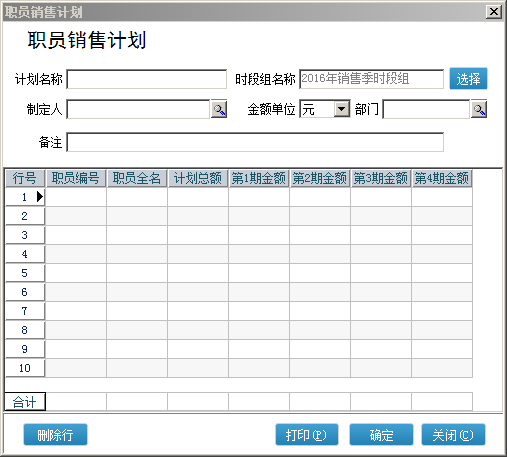 职员销售计划
职员销售计划
计划名称 时段组名称 2016年销售季时段组 选择
制定人 金额单位 元 部门
备注
行号 职员编号 职员全名 计划总额 第1期金额 第2期金额 第3期金额 第4期金额
1
2
3
4
5
6
7
8
9
10
合计
删除行 打印(P) 确定 关闭(C)